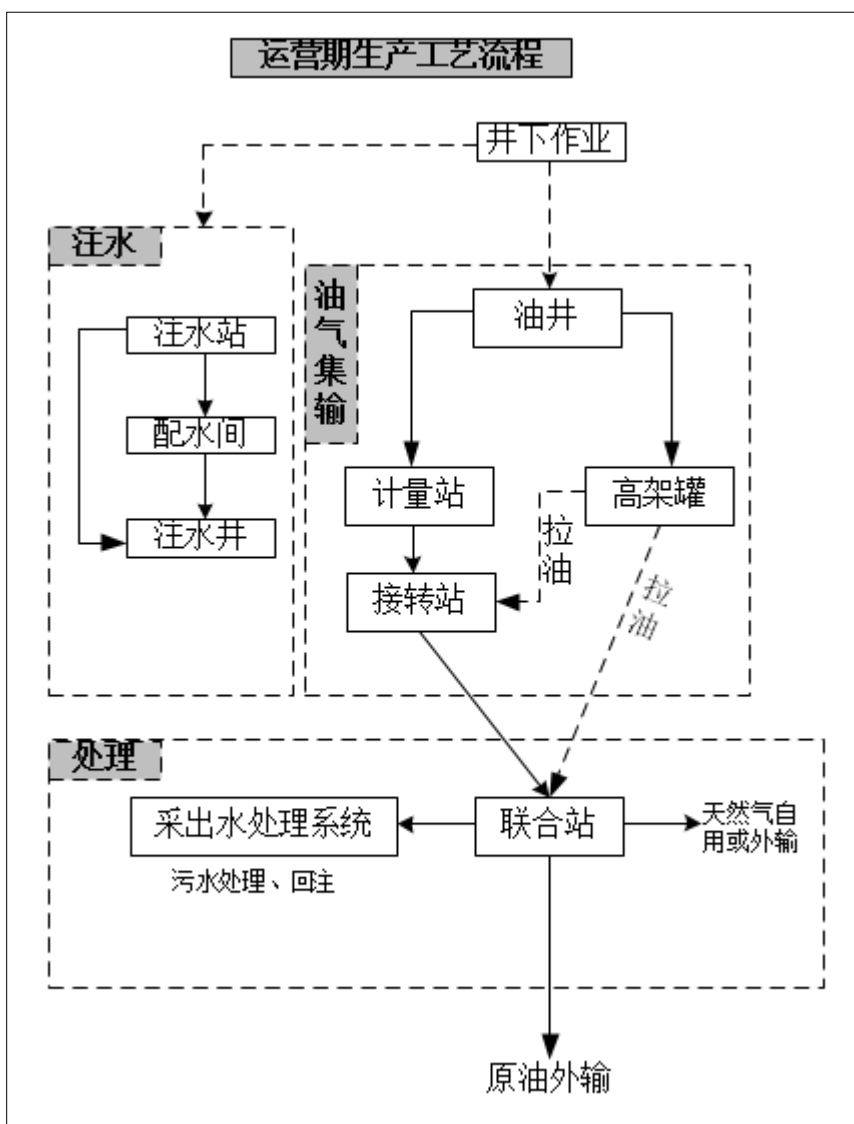 运营期生产工艺流程
井下作业
注水
油气集输
油井
注水站
配水间
计量站
高架罐
注水井
拉油
接转站
拉油
处理
采出水处理系统
联合站
天然气自
用或外输
污水处理、回主
原油外输